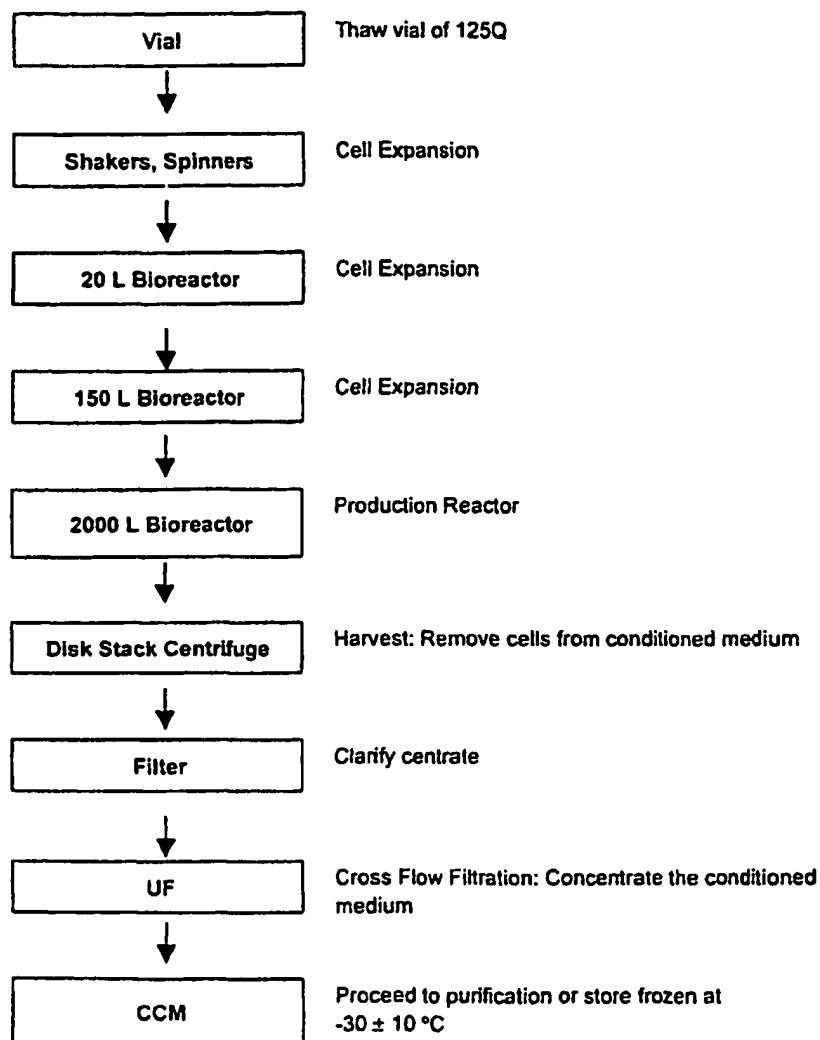 Vial
Thaw vial of 125Q
Shakers, Spinners
Cell Expansion
20 L Bioreactor
Cell Expansion
150 L Bioreactor
Cell Expansion
2000 L Bioreactor
Production Reactor
Disk Stack Centrifuge
Harvest: Remove cells from conditioned medium
Filter
Clarify centrate
UF
Cross Flow Filtration: Concentrate the conditioned
medium
CCM
Proceed to purification or store frozen at
-30 ± 10 °C